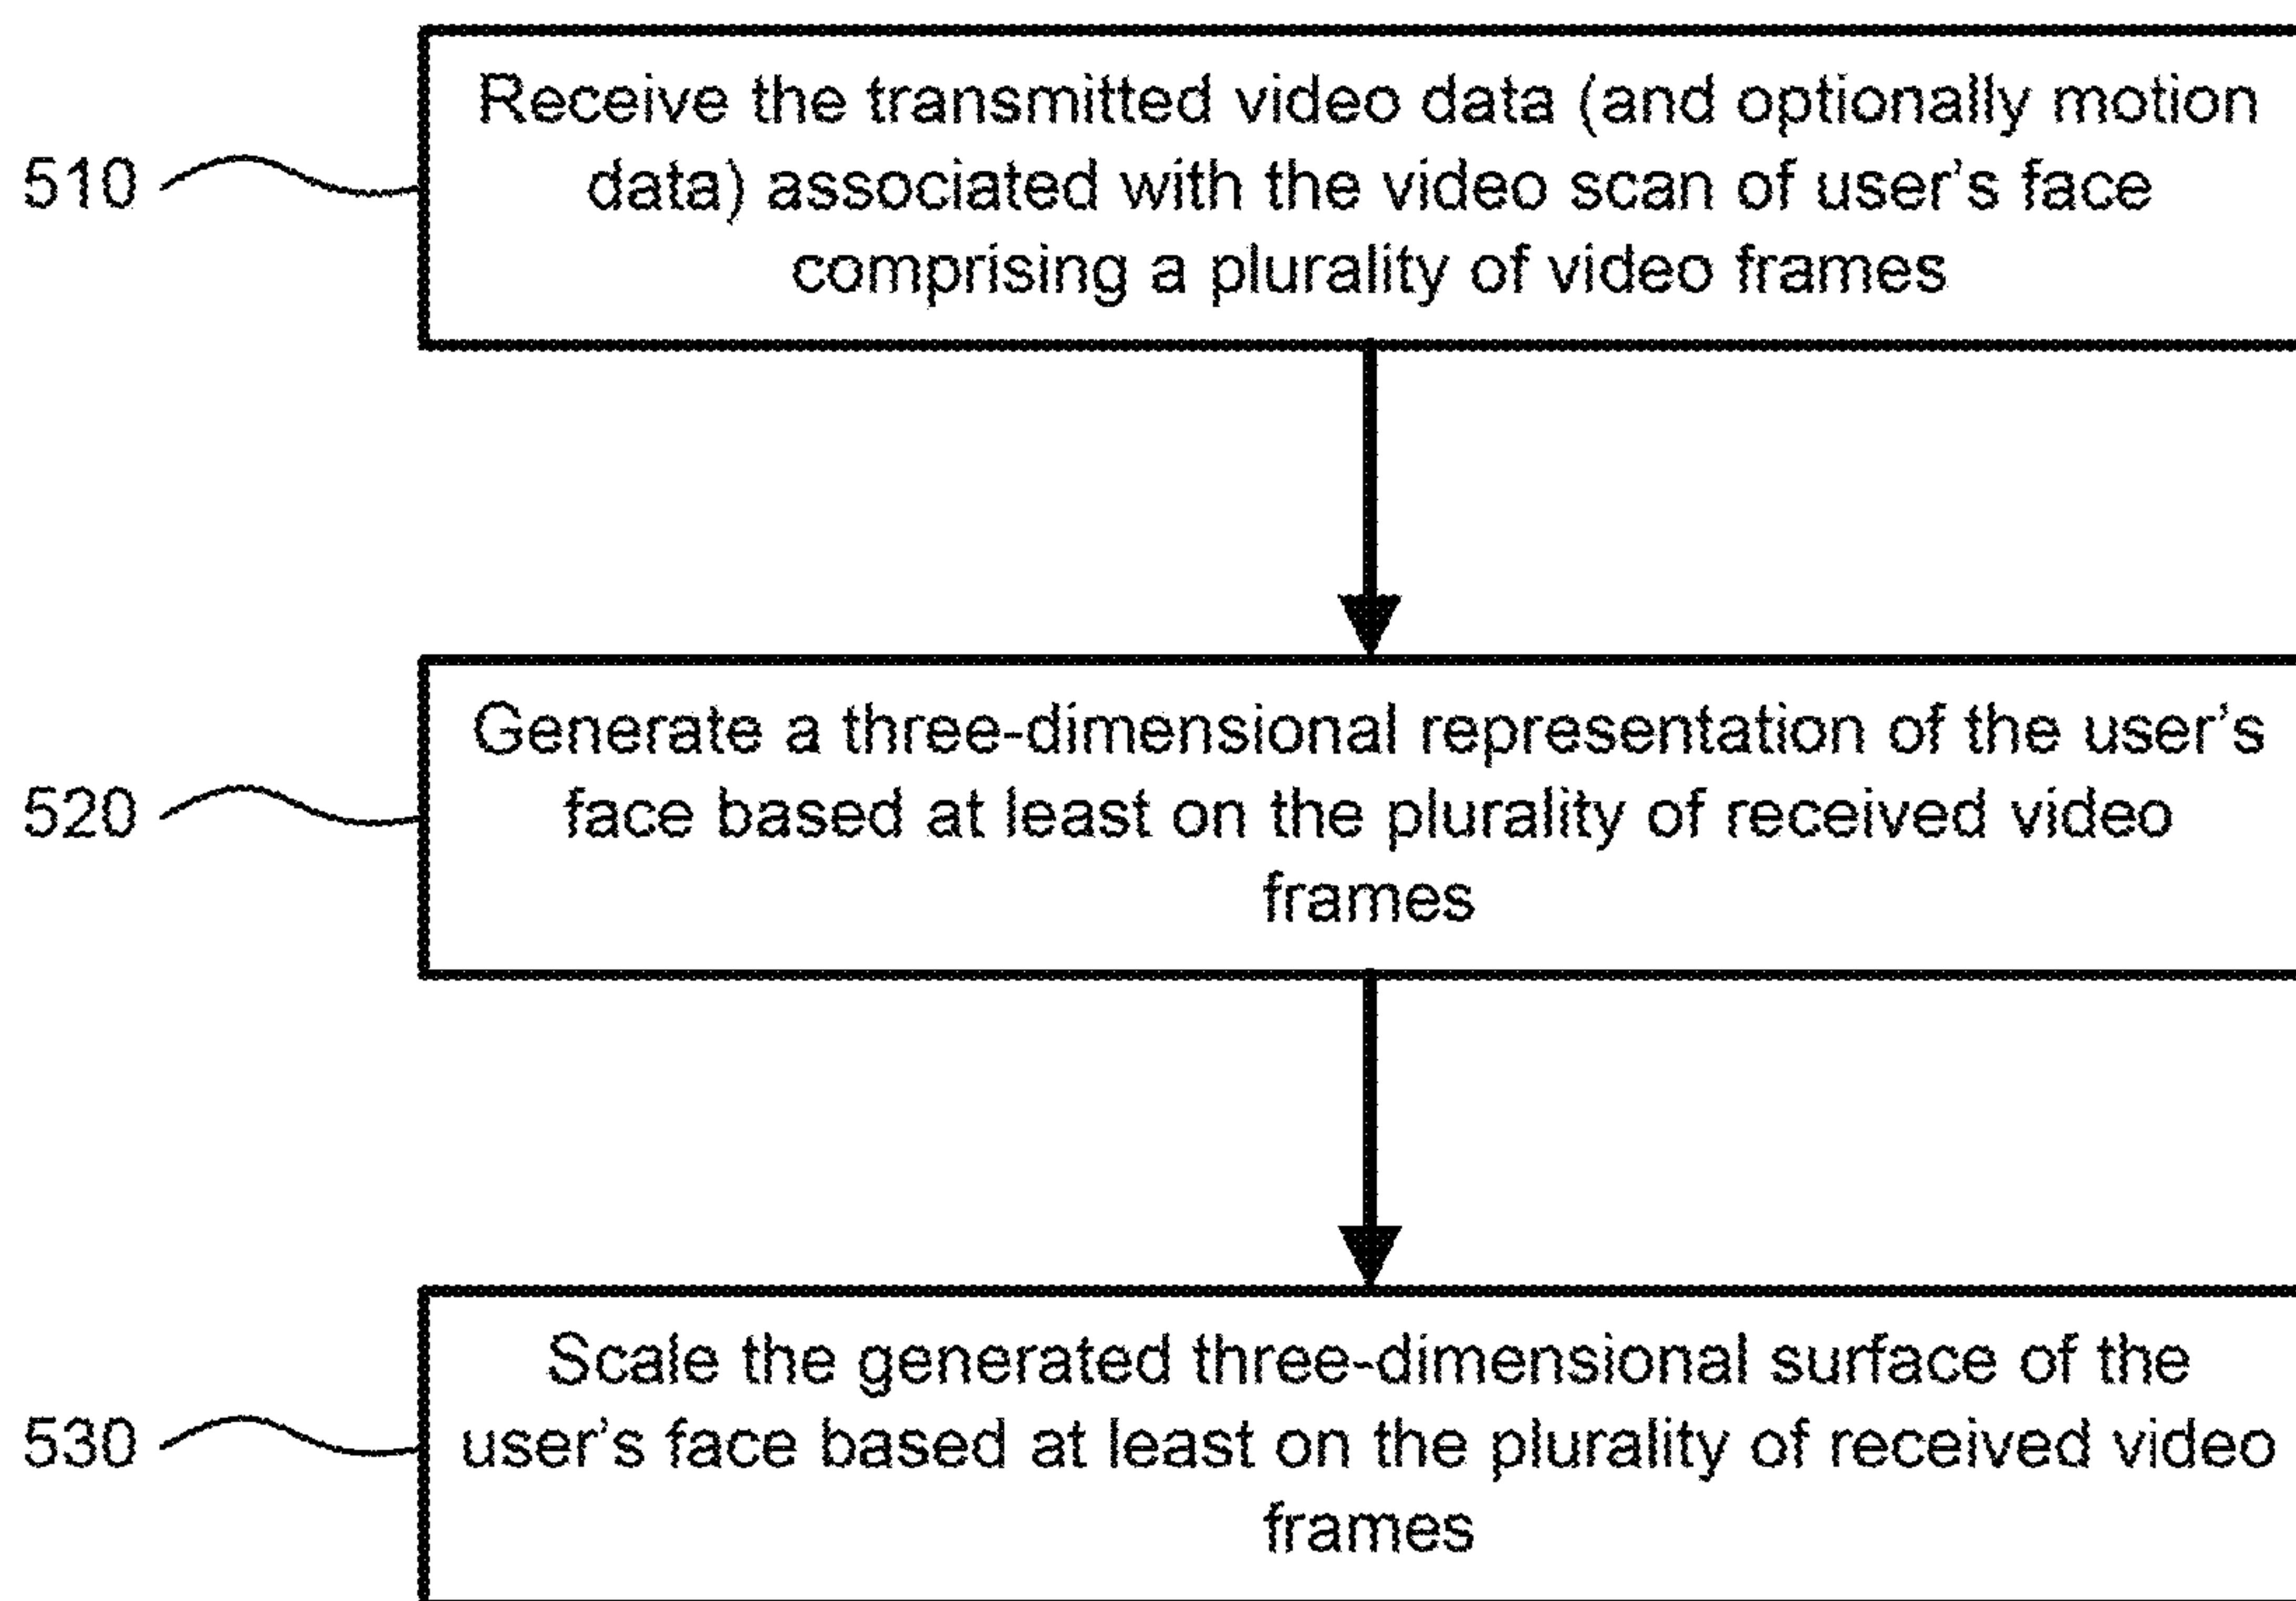 510
Receive the transmitted video data (and optionally motion
data) associated with the video scan of user's face
comprising a plurality of video frames
520
Generate a three-dimensional representation of the user's
face based at least on the plurality of received video
frames
530
Scale the generated three-dimensional surface of the
user's face based at least on the plurality of received video
frames